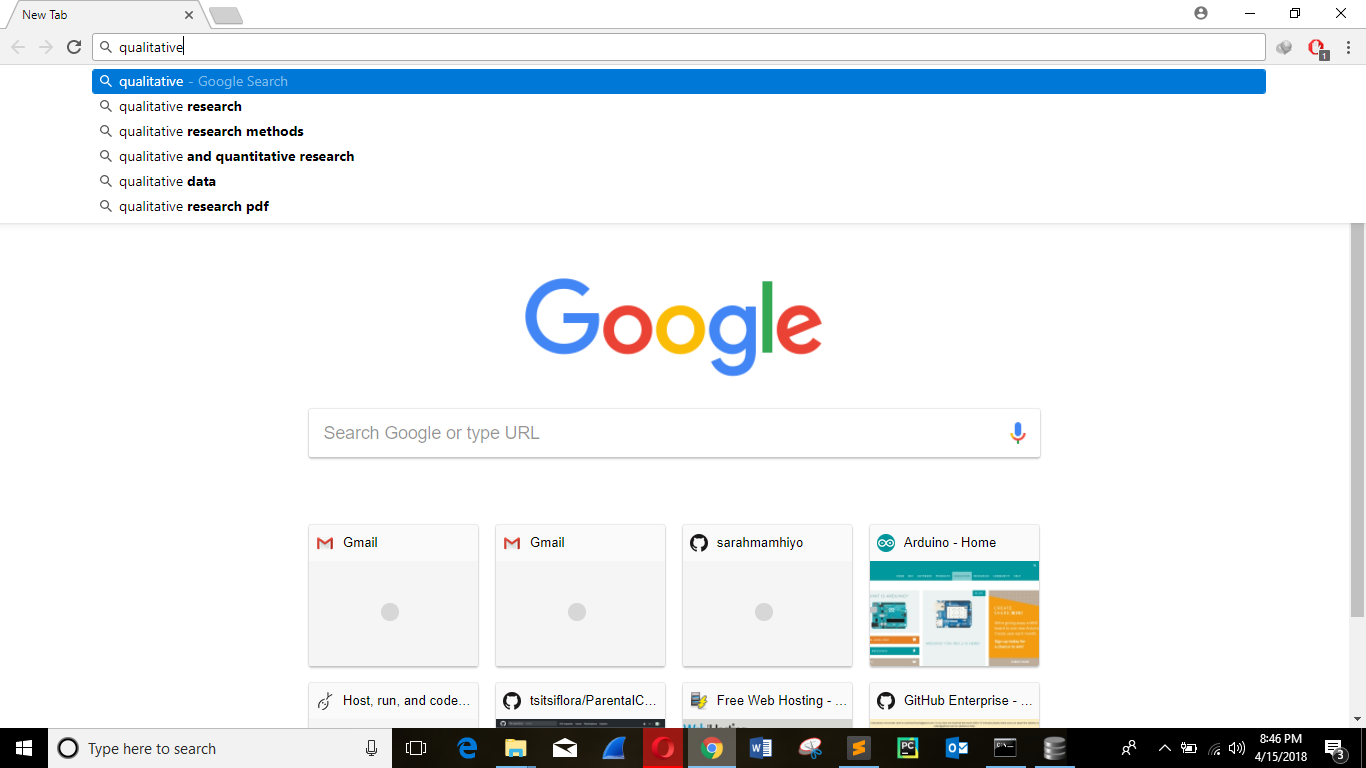 New Tab
qualitative
1
qualitative - Google Search
qualitative research
qualitative research methods
qualitative and quantitative research
qualitative data
qualitative research pdf
Google
Search Google or type URL
Gmail
Gmail
sarahmamhiyo
Arduino - Home
Host, run, and code...
tsitsiflora/ParentalC...
Free Web Hosting - ...
GitHub Enterprise - ...
Type here to search
8:46 PM
4/15/2018
3